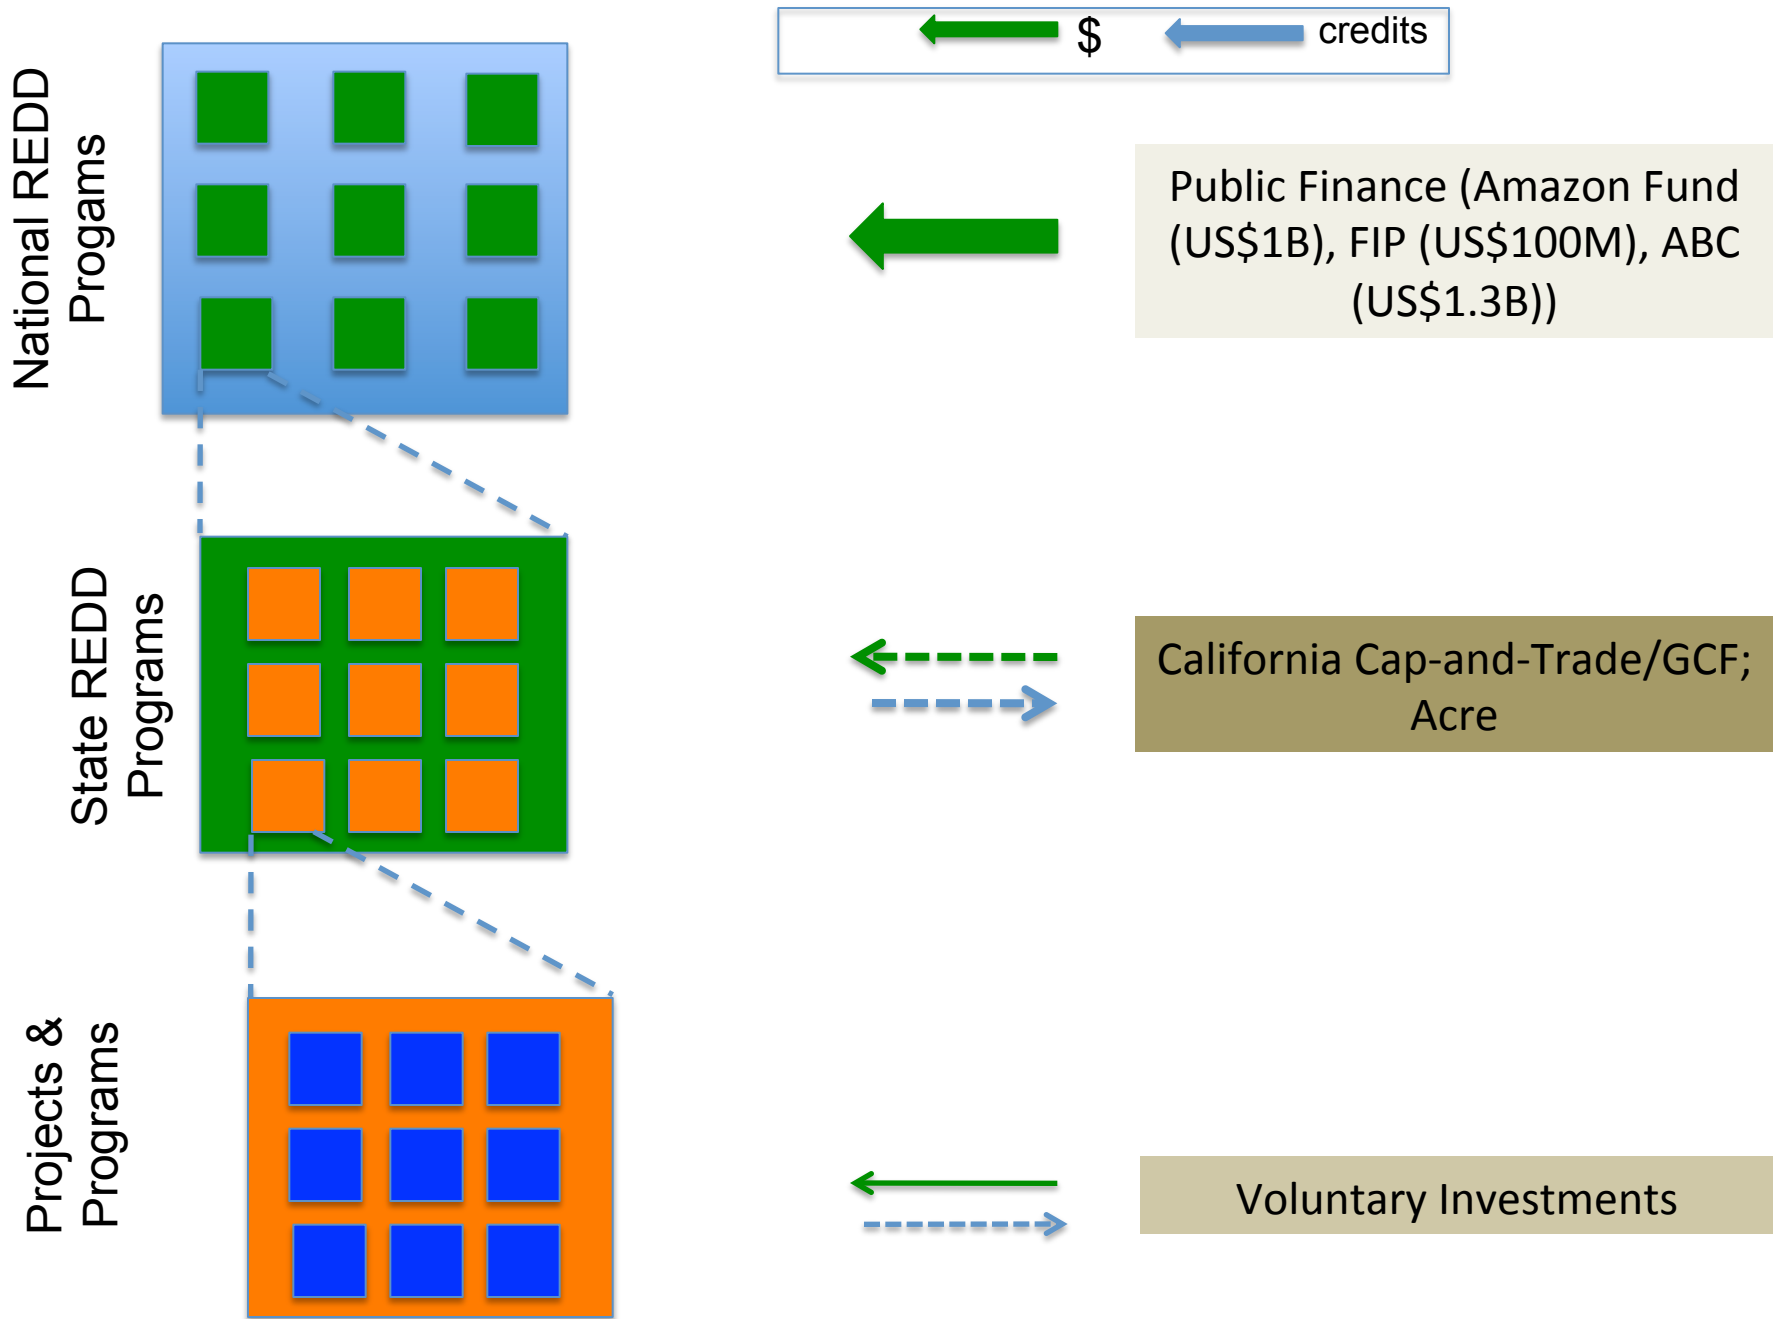 $
credits
National REDD
Progams
Public Finance (Amazon Fund
(US$1B), FIP (US$100M), ABC
(US$1.3B))
State REDD
Programs
California Cap-and-Trade/GCF;
Acre
Projects &
Programs
Voluntary Investments